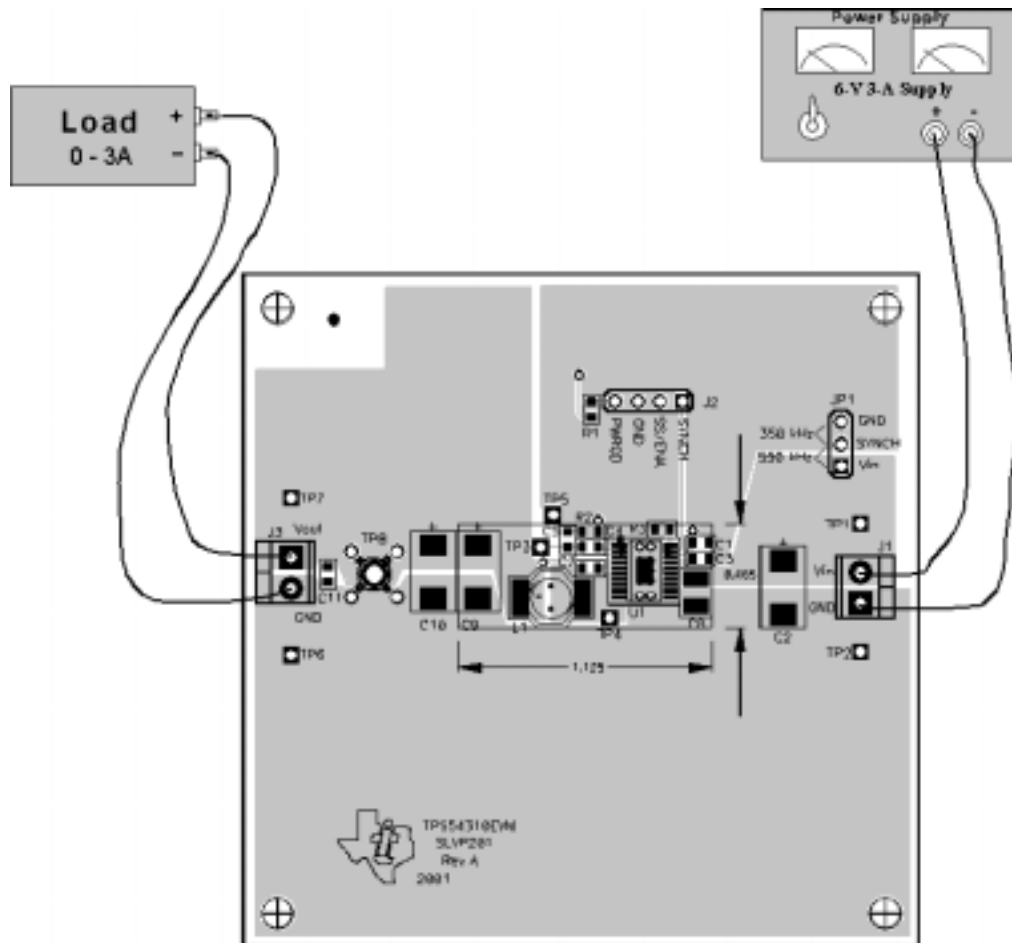 Power Supply
6-V 3-A Supply
+ -
Load +
0 - 3A -
J2
R1
PWRGD
GND
SS/ENA
SYNCH
JP1
GND
350 kHz
SYNCH
550 kHz
Vin
TP7
TP5
R2
TP1
J3
Vout
TP8
TP3
J1
Vin
0.465
C11
GND
GND
U1
C10
C9
L1
TP4
C2
TP6
TP2
1.125
TPS54310EVM
SLVP201
Rev A
2001